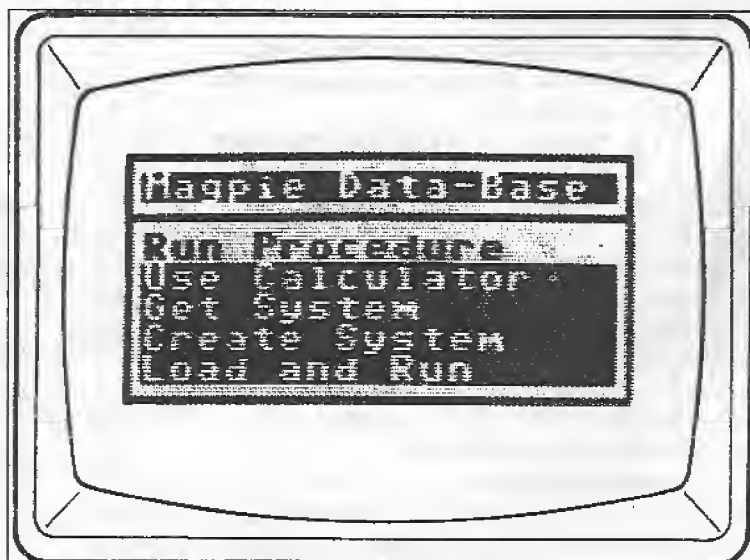 Magpie Data-Base
Run Procedure
Use Calculator
Get System
Create System
Load and Run